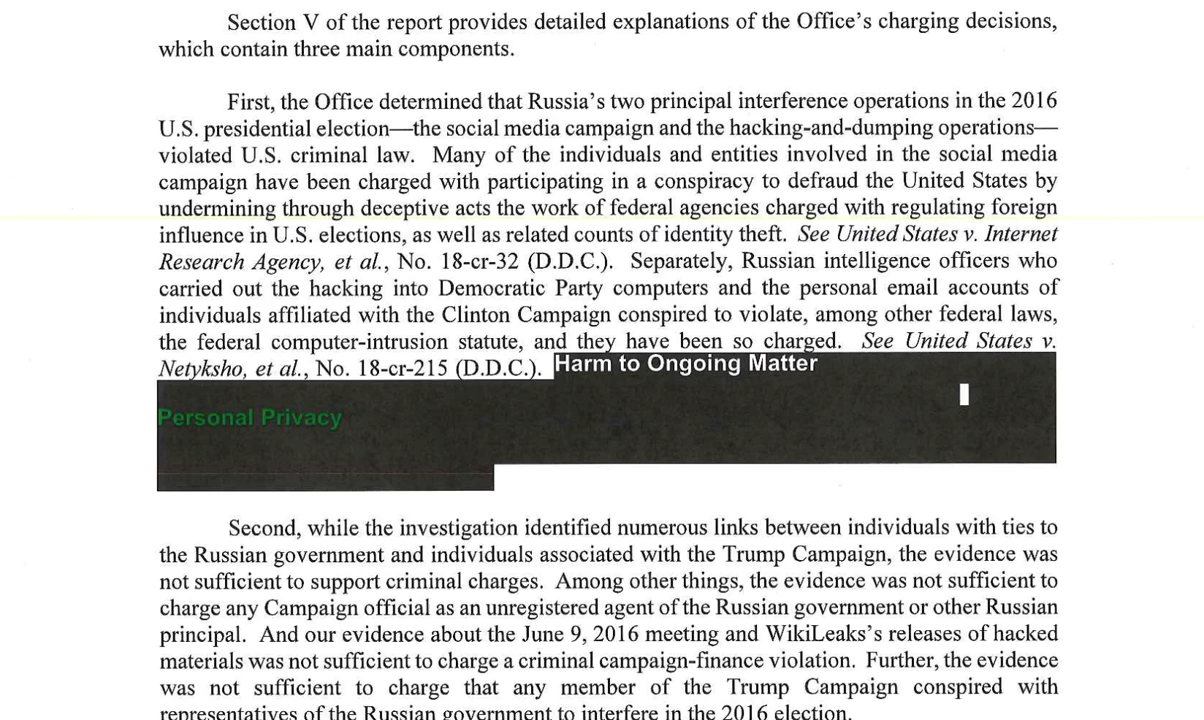 Section V of the report provides detailed explanations of the Office's charging decisions,
which contain three main components.
First, the Office determined that Russia's two principal interference operations in the 2016
U.S. presidential election—the social media campaign and the hacking-and-dumping operations—
violated U.S. criminal law. Many of the individuals and entities involved in the social media
campaign have been charged with participating in a conspiracy to defraud the United States by
undermining through deceptive acts the work of federal agencies charged with regulating foreign
influence in U.S. elections, as well as related counts of identity theft. See United States v. Internet
Research Agency, et al., No. 18-cr-32 (D.D.C.). Separately, Russian intelligence officers who
carried out the hacking into Democratic Party computers and the personal email accounts of
individuals affiliated with the Clinton Campaign conspired to violate, among other federal laws,
the federal computer-intrusion statute, and they have been so charged. See United States v.
Netyksho, et al., No. 18-cr-215 (D.D.C.). Harm to Ongoing Matter
Personal Privacy
Second, while the investigation identified numerous links between individuals with ties to
the Russian government and individuals associated with the Trump Campaign, the evidence was
not sufficient to support criminal charges. Among other things, the evidence was not sufficient to
charge any Campaign official as an unregistered agent of the Russian government or other Russian
principal. And our evidence about the June 9, 2016 meeting and WikiLeaks's releases of hacked
materials was not sufficient to charge a criminal campaign-finance violation. Further, the evidence
was not sufficient to charge that any member of the Trump Campaign conspired with
representatives of the Russian government to interfere in the 2016 election.